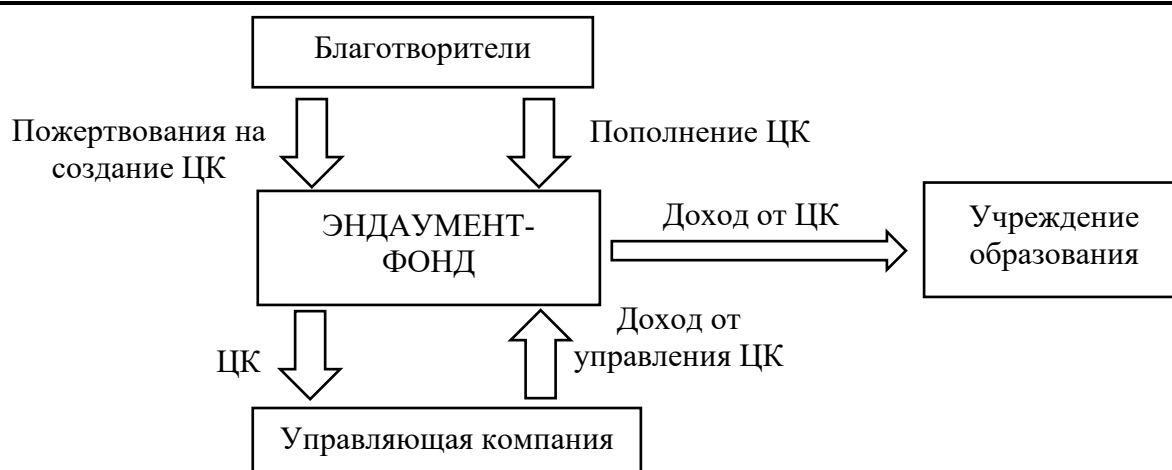 Благотворители
Пожертвования на
создание ЦК
Пополнение ЦК
ЭНДАУМЕНТ-
ФОНД
Доход от ЦК
Учреждение
образования
ЦК
Доход от
управления ЦК
Управляющая компания